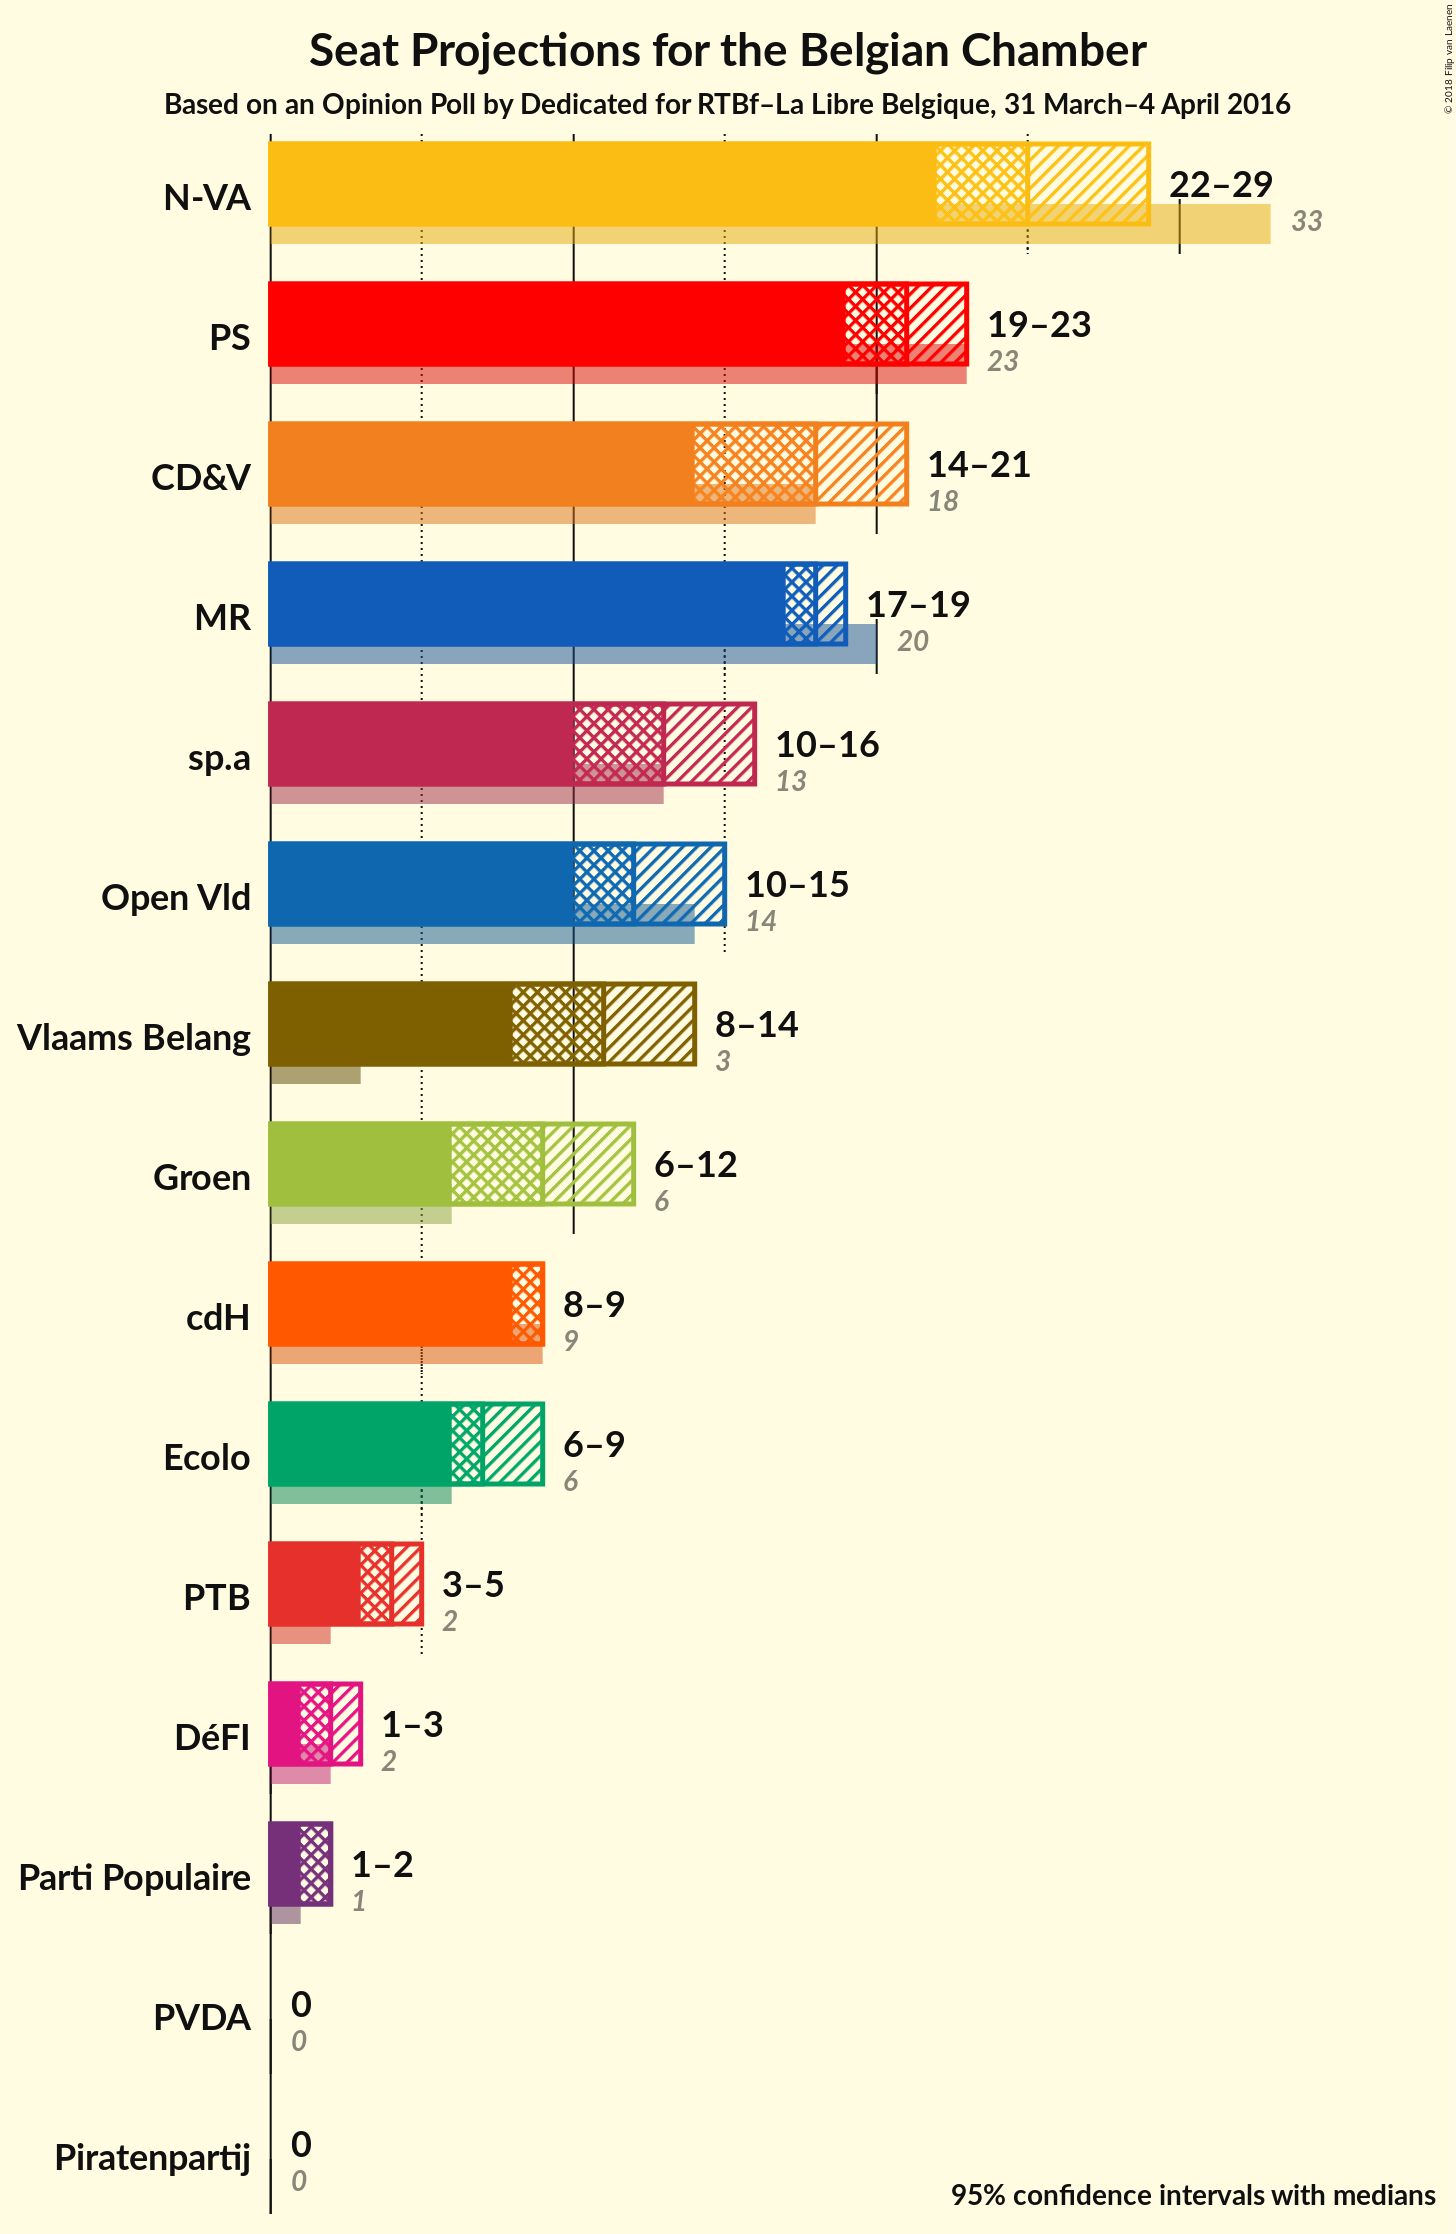 Seat Projections for the Belgian Chamber
Based on an Opinion Poll by Dedicated for RTBf–La Libre Belgique, 31 March–4 April 2016
© 2018 Filip van Laenen
N-VA
22–29
33
PS
19–23
23
CD&V
14–21
18
MR
17–19
20
sp.a
10–16
13
Open Vld
10–15
14
Vlaams Belang
8–14
3
Groen
6–12
6
cdH
8–9
9
Ecolo
6–9
6
PTB
3–5
2
DéFI
1–3
2
Parti Populaire
1–2
1
PVDA
0
0
Piratenpartij
0
0
95% confidence intervals with medians